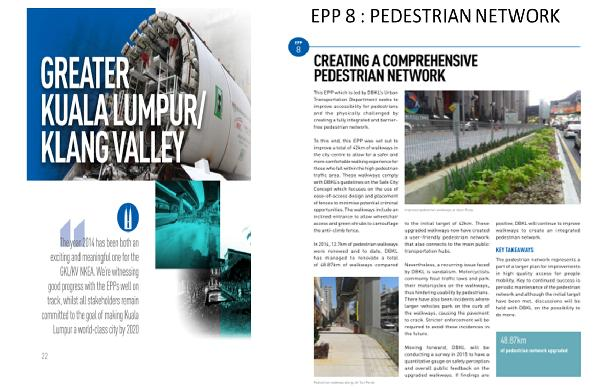 GREATER
KUALA LUMPUR/
KLANG VALLEY
The year 2014 has been both an
exciting and meaningful one for the
GKL/KV NKEA. We're witnessing
good progress with the EPPs well on
track, whilst all stakeholders remain
committed to the goal of making Kuala
Lumpur a world-class city by 2020
22
EPP 8 : PEDESTRIAN NETWORK
EPP
8
CREATING A COMPREHENSIVE
PEDESTRIAN NETWORK
This EPP which is led by DBKL's Urban
Transportation Department seeks to
improve accessibility for pedestrians
and the physically challenged by
creating a fully integrated and barrier-
free pedestrian network.
To this end, this EPP was set out to
improve a total of 42km of walkways in
the city centre to allow for a safer and
more comfortable walking experience for
those who fall within the high pedestrian
traffic area. These walkways comply
with DBKL's guidelines on the Safe City
Concept which focuses on the use of
ease-of-access design and placement
of fences to minimise potential criminal
opportunities. The walkways include an
inclined entrance to allow wheelchair
access and green shrubs to camouflage
the anti-climb fence.
In 2014, 12.7km of pedestrian walkways
were renewed and to date, DBKL
has managed to renovate a total
of 48.87km of walkways compared
to the initial target of 42km. These
upgraded walkways now have created
a user-friendly pedestrian network
that also connects to the main public
transportation hubs.
Nevertheless, a recurring issue faced
by DBKL is vandalism. Motorcyclists
commonly flout traffic laws and park
their motorcycles on the walkways,
thus hindering usability by pedestrians.
There have also been incidents where
larger vehicles park on the curb of
the walkways, causing the pavement
to crack. Stricter enforcement will be
required to avoid these incidences in
the future.
Moving forward, DBKL will be
conducting a survey in 2015 to have a
quantitative gauge on safety perception
and overall public feedback on the
upgraded walkways. If findings are
positive, DBKL will continue to improve
walkways to create an integrated
pedestrian network.
KEY TAKEAWAYS
The pedestrian network represents a
part of a larger plan for improvements
in high quality access for people
mobility. Key to continued success is
periodic maintenance of the pedestrian
network and although the initial target
have been met, discussions will be
held with DBKL on the possibility to
do more.
48.87km
of pedestrian network upgraded